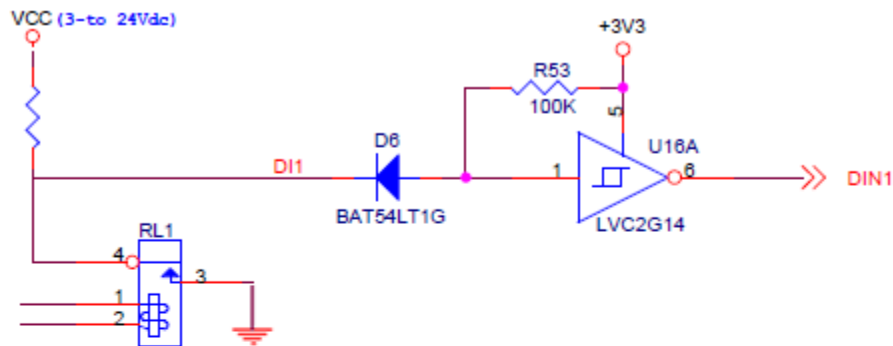 VCC (3-to 24Vdc)
+3V3
R53
100K
5
D6
U16A
DI1
1
6
DIN1
BAT54LT1G
LVC2G14
RL1
4
3
1
2